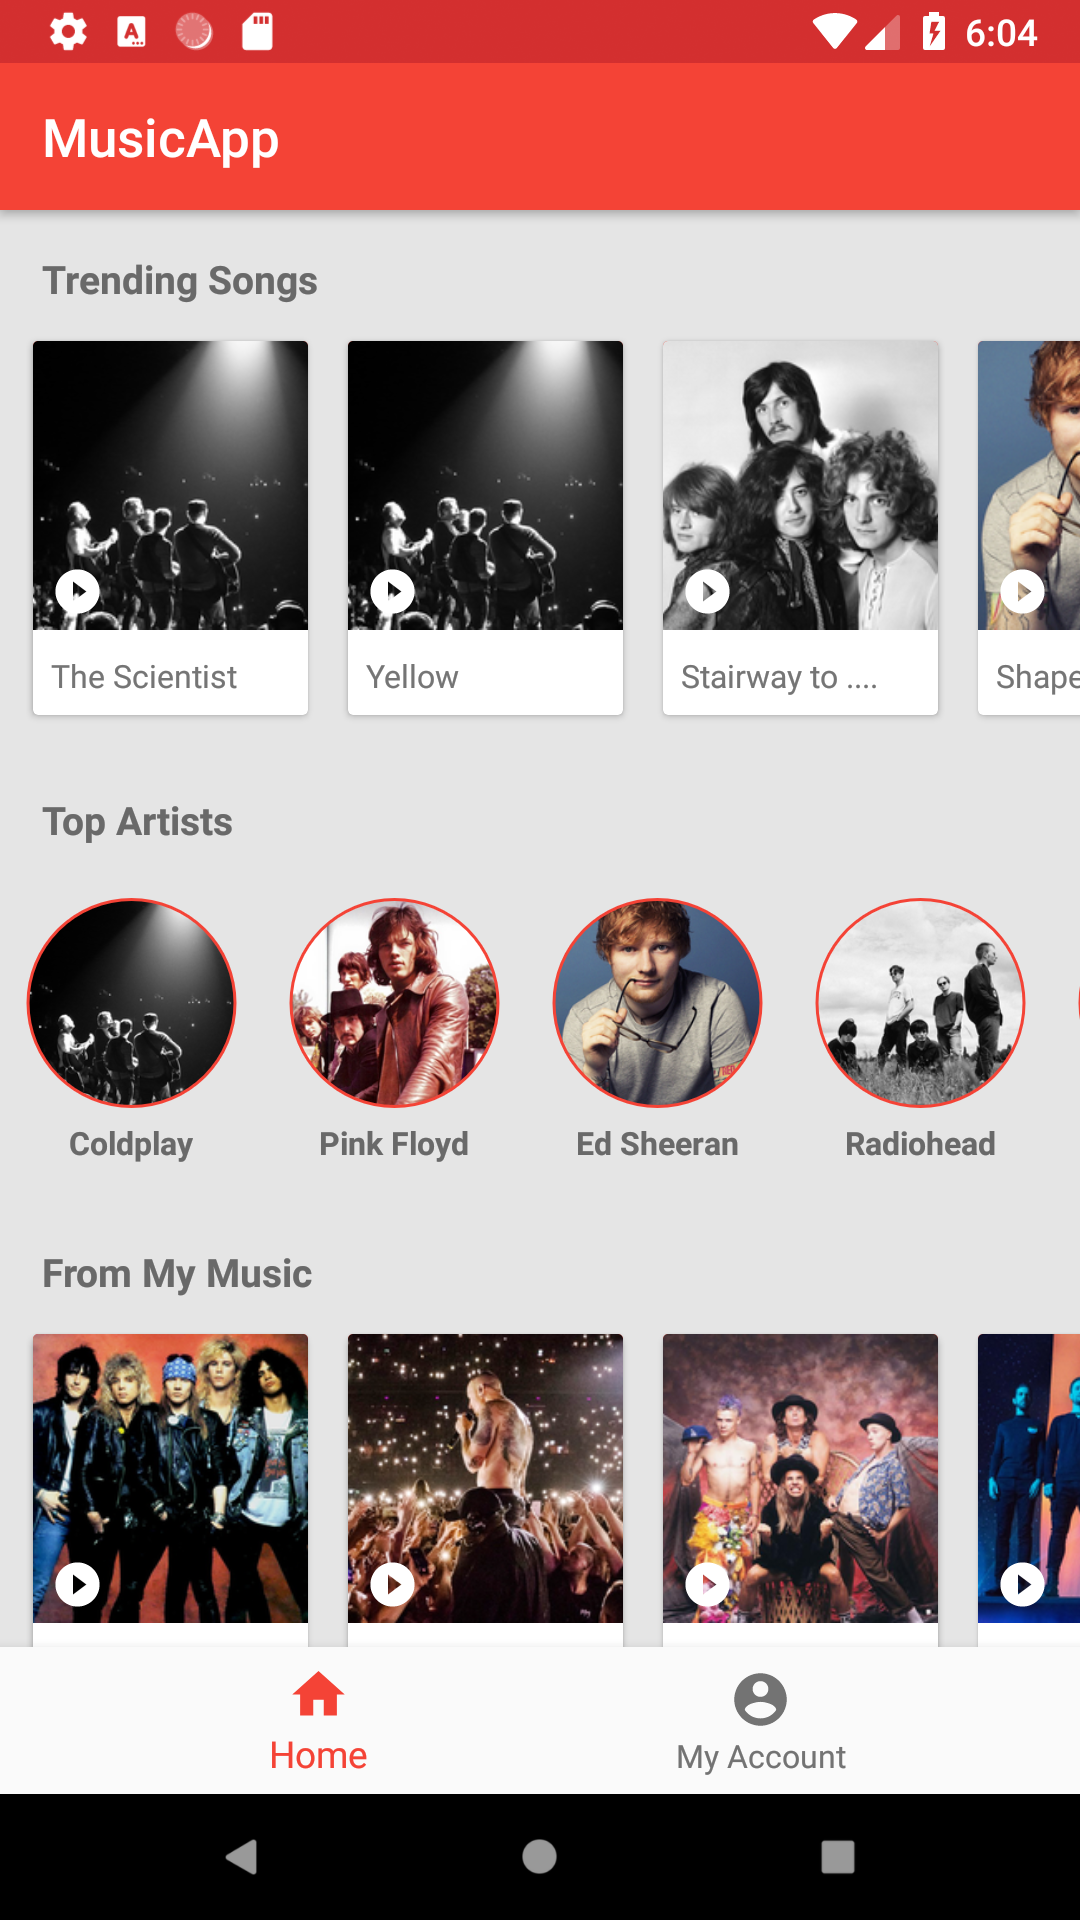 6:04
MusicApp
Trending Songs
The Scientist
Yellow
Stairway to ....
Shape
Top Artists
Coldplay
Pink Floyd
Ed Sheeran
Radiohead
From My Music
Home
My Account